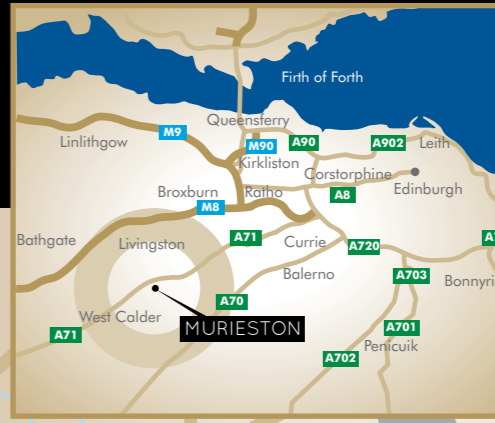 Firth of Forth
Queensferry
M9
M90
A90
A902
Leith
Linlithgow
Kirkliston
Corstorphine
Broxburn
Ratho
A8
Edinburgh
M8
Bathgate
Livingston
A71
Currie
A720
Balerno
A703
A70
West Calder
MURIESTON
A71
A701
Penicuik
A702